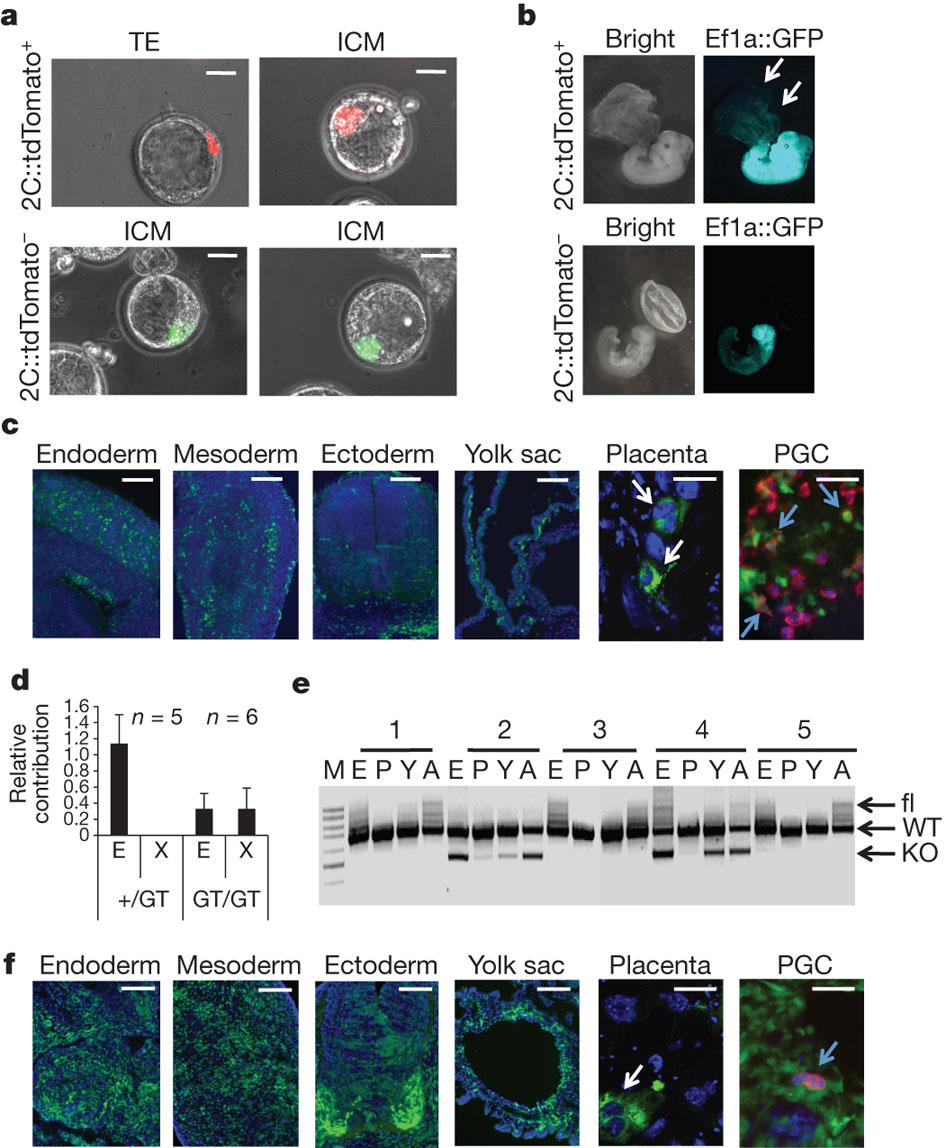 a
TE
ICM
2C::tdTomato+
ICM
ICM
2C::tdTomato–
b
Bright
Ef1a::GFP
2C::tdTomato+
Bright
Ef1a::GFP
2C::tdTomato–
c
Endoderm Mesoderm Ectoderm Yolk sac Placenta PGC
d
Relative
contribution
1.6
1.4
1.2
1.0
0.8
0.6
0.4
0.2
0
n = 5 n = 6
E X E X
+/GT GT/GT
e
1 2 3 4 5
M E P Y A E P Y A E P Y A E P Y A E P Y A
fl
WT
KO
f
Endoderm Mesoderm Ectoderm Yolk sac Placenta PGC